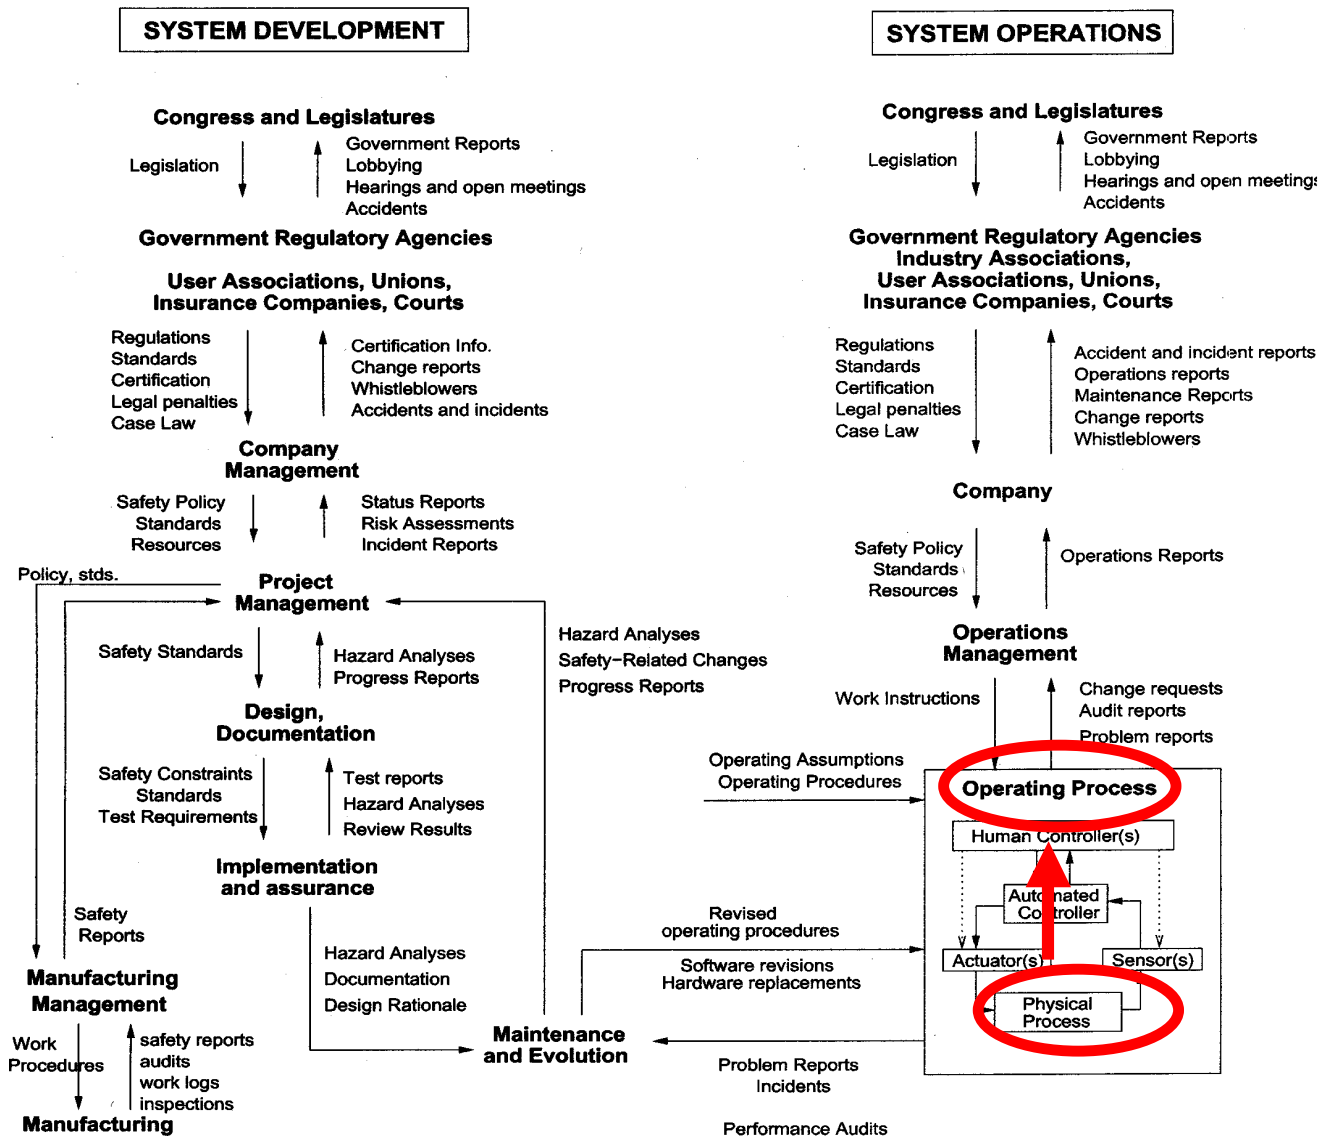 SYSTEM DEVELOPMENT
Congress and Legislatures
Legislation
Government Reports
Lobbying
Hearings and open meetings
Accidents
Government Regulatory Agencies
User Associations, Unions,
Insurance Companies, Courts
Regulations
Standards
Certification
Legal penalties
Case Law
Certification Info.
Change reports
Whistleblowers
Accidents and incidents
Company
Management
Safety Policy
Standards
Resources
Status Reports
Risk Assessments
Incident Reports
Policy, stds.
Project
Management
Safety Standards
Hazard Analyses
Progress Reports
Design,
Documentation
Safety Constraints
Standards
Test Requirements
Test reports
Hazard Analyses
Review Results
Implementation
and assurance
Safety
Reports
Hazard Analyses
Documentation
Design Rationale
Manufacturing
Management
Work
Procedures
safety reports
audits
work logs
inspections
Manufacturing
Hazard Analyses
Safety-Related Changes
Progress Reports
Maintenance
and Evolution
SYSTEM OPERATIONS
Congress and Legislatures
Legislation
Government Reports
Lobbying
Hearings and open meetings
Accidents
Government Regulatory Agencies
Industry Associations,
User Associations, Unions,
Insurance Companies, Courts
Regulations
Standards
Certification
Legal penalties
Case Law
Accident and incident reports
Operations reports
Maintenance Reports
Change reports
Whistleblowers
Company
Safety Policy
Standards
Resources
Operations Reports
Operations
Management
Work Instructions
Change requests
Audit reports
Problem reports
Operating Assumptions
Operating Procedures
Operating Process
Human Controller(s)
Automated
Controller
Actuator(s)
Sensor(s)
Physical
Process
Revised
operating procedures
Software revisions
Hardware replacements
Problem Reports
Incidents
Performance Audits